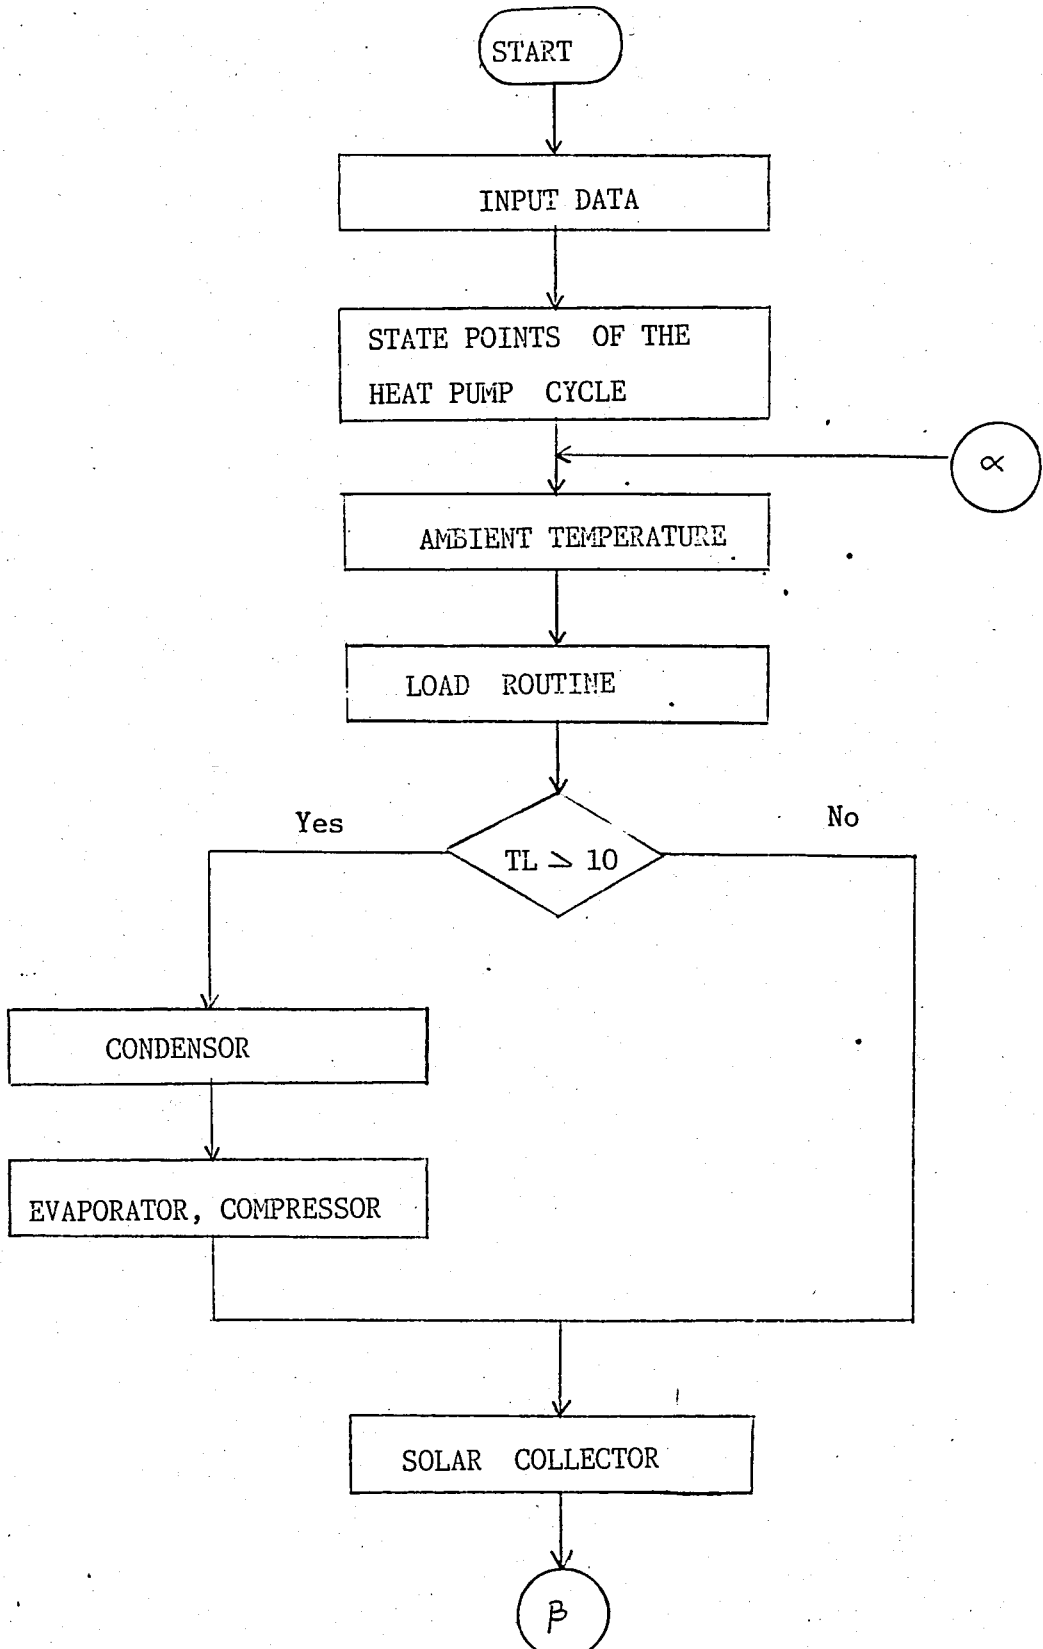 START
INPUT DATA
STATE POINTS OF THE
HEAT PUMP CYCLE
∝
AMBIENT TEMPERATURE
LOAD ROUTINE
Yes
No
TL ⩾ 10
CONDENSOR
EVAPORATOR, COMPRESSOR
SOLAR COLLECTOR
β